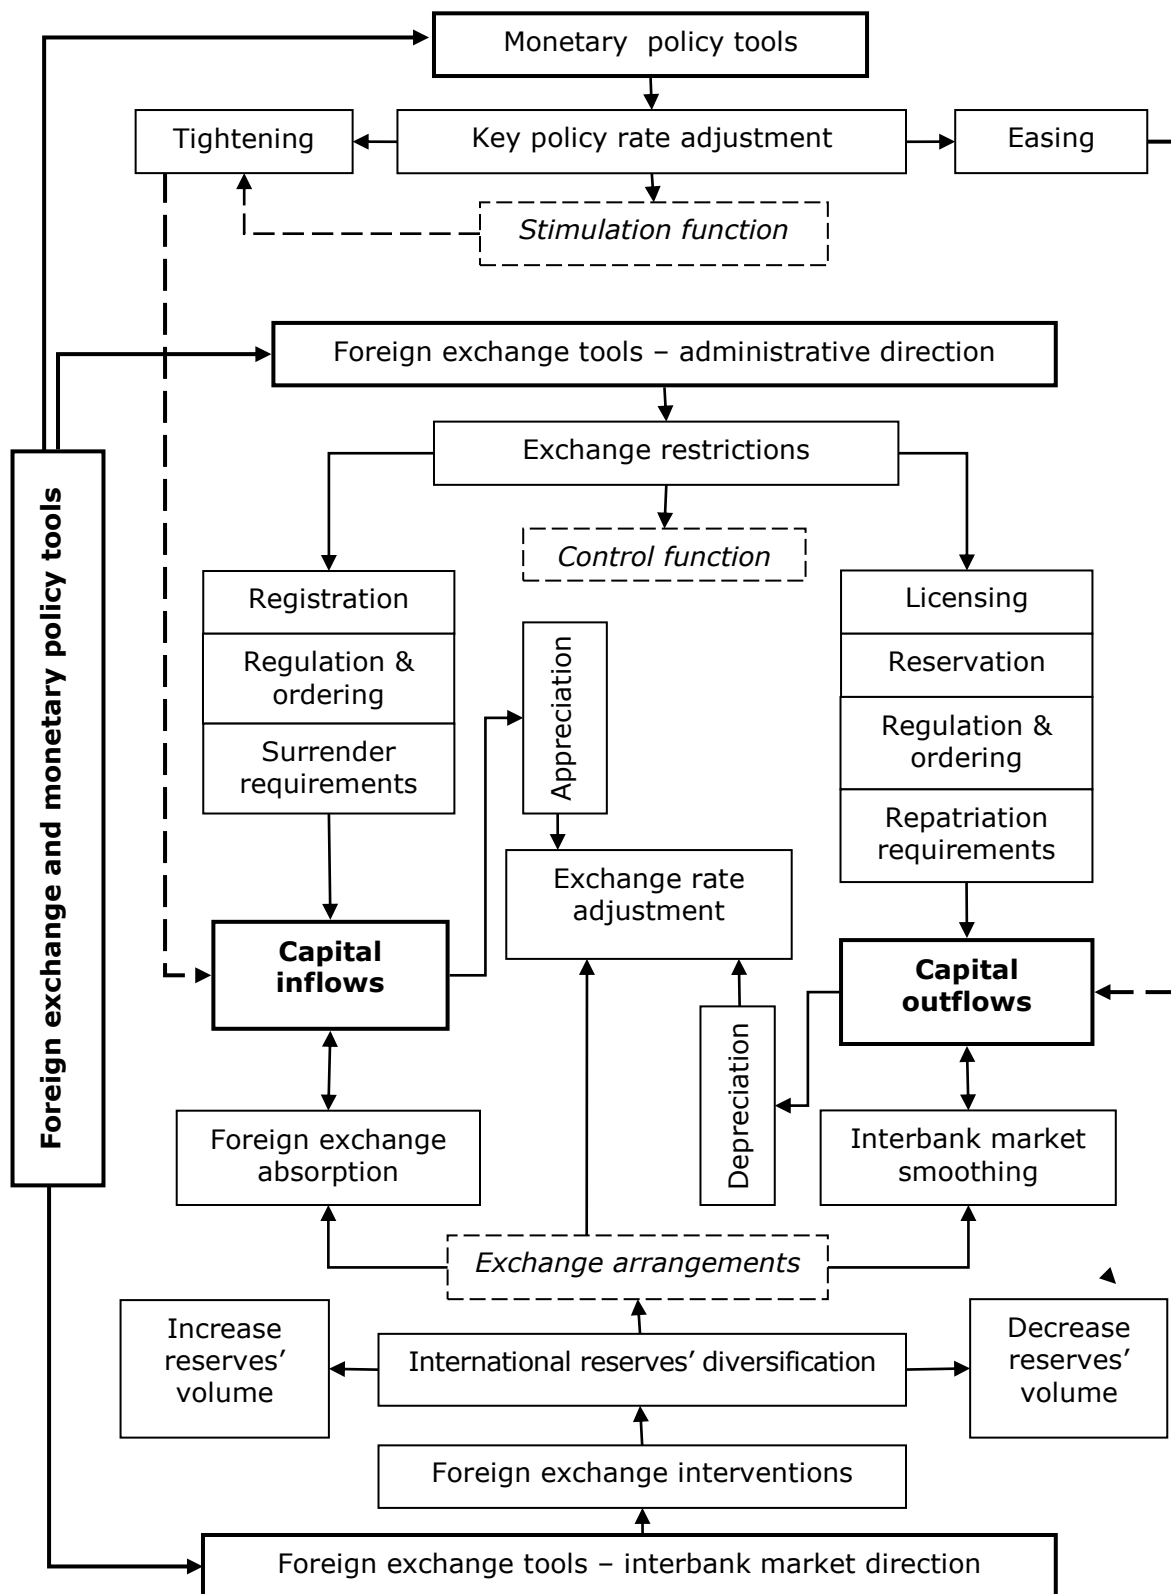 Monetary policy tools
Tightening
Key policy rate adjustment
Easing
Stimulation function
Foreign exchange tools – administrative direction
Exchange restrictions
Control function
Foreign exchange and monetary policy tools
Registration
Regulation &
ordering
Surrender
requirements
Appreciation
Licensing
Reservation
Regulation &
ordering
Repatriation
requirements
Exchange rate
adjustment
Capital
inflows
Capital
outflows
Depreciation
Foreign exchange
absorption
Interbank market
smoothing
Exchange arrangements
Increase
reserves’
volume
International reserves’ diversification
Decrease
reserves’
volume
Foreign exchange interventions
Foreign exchange tools – interbank market direction